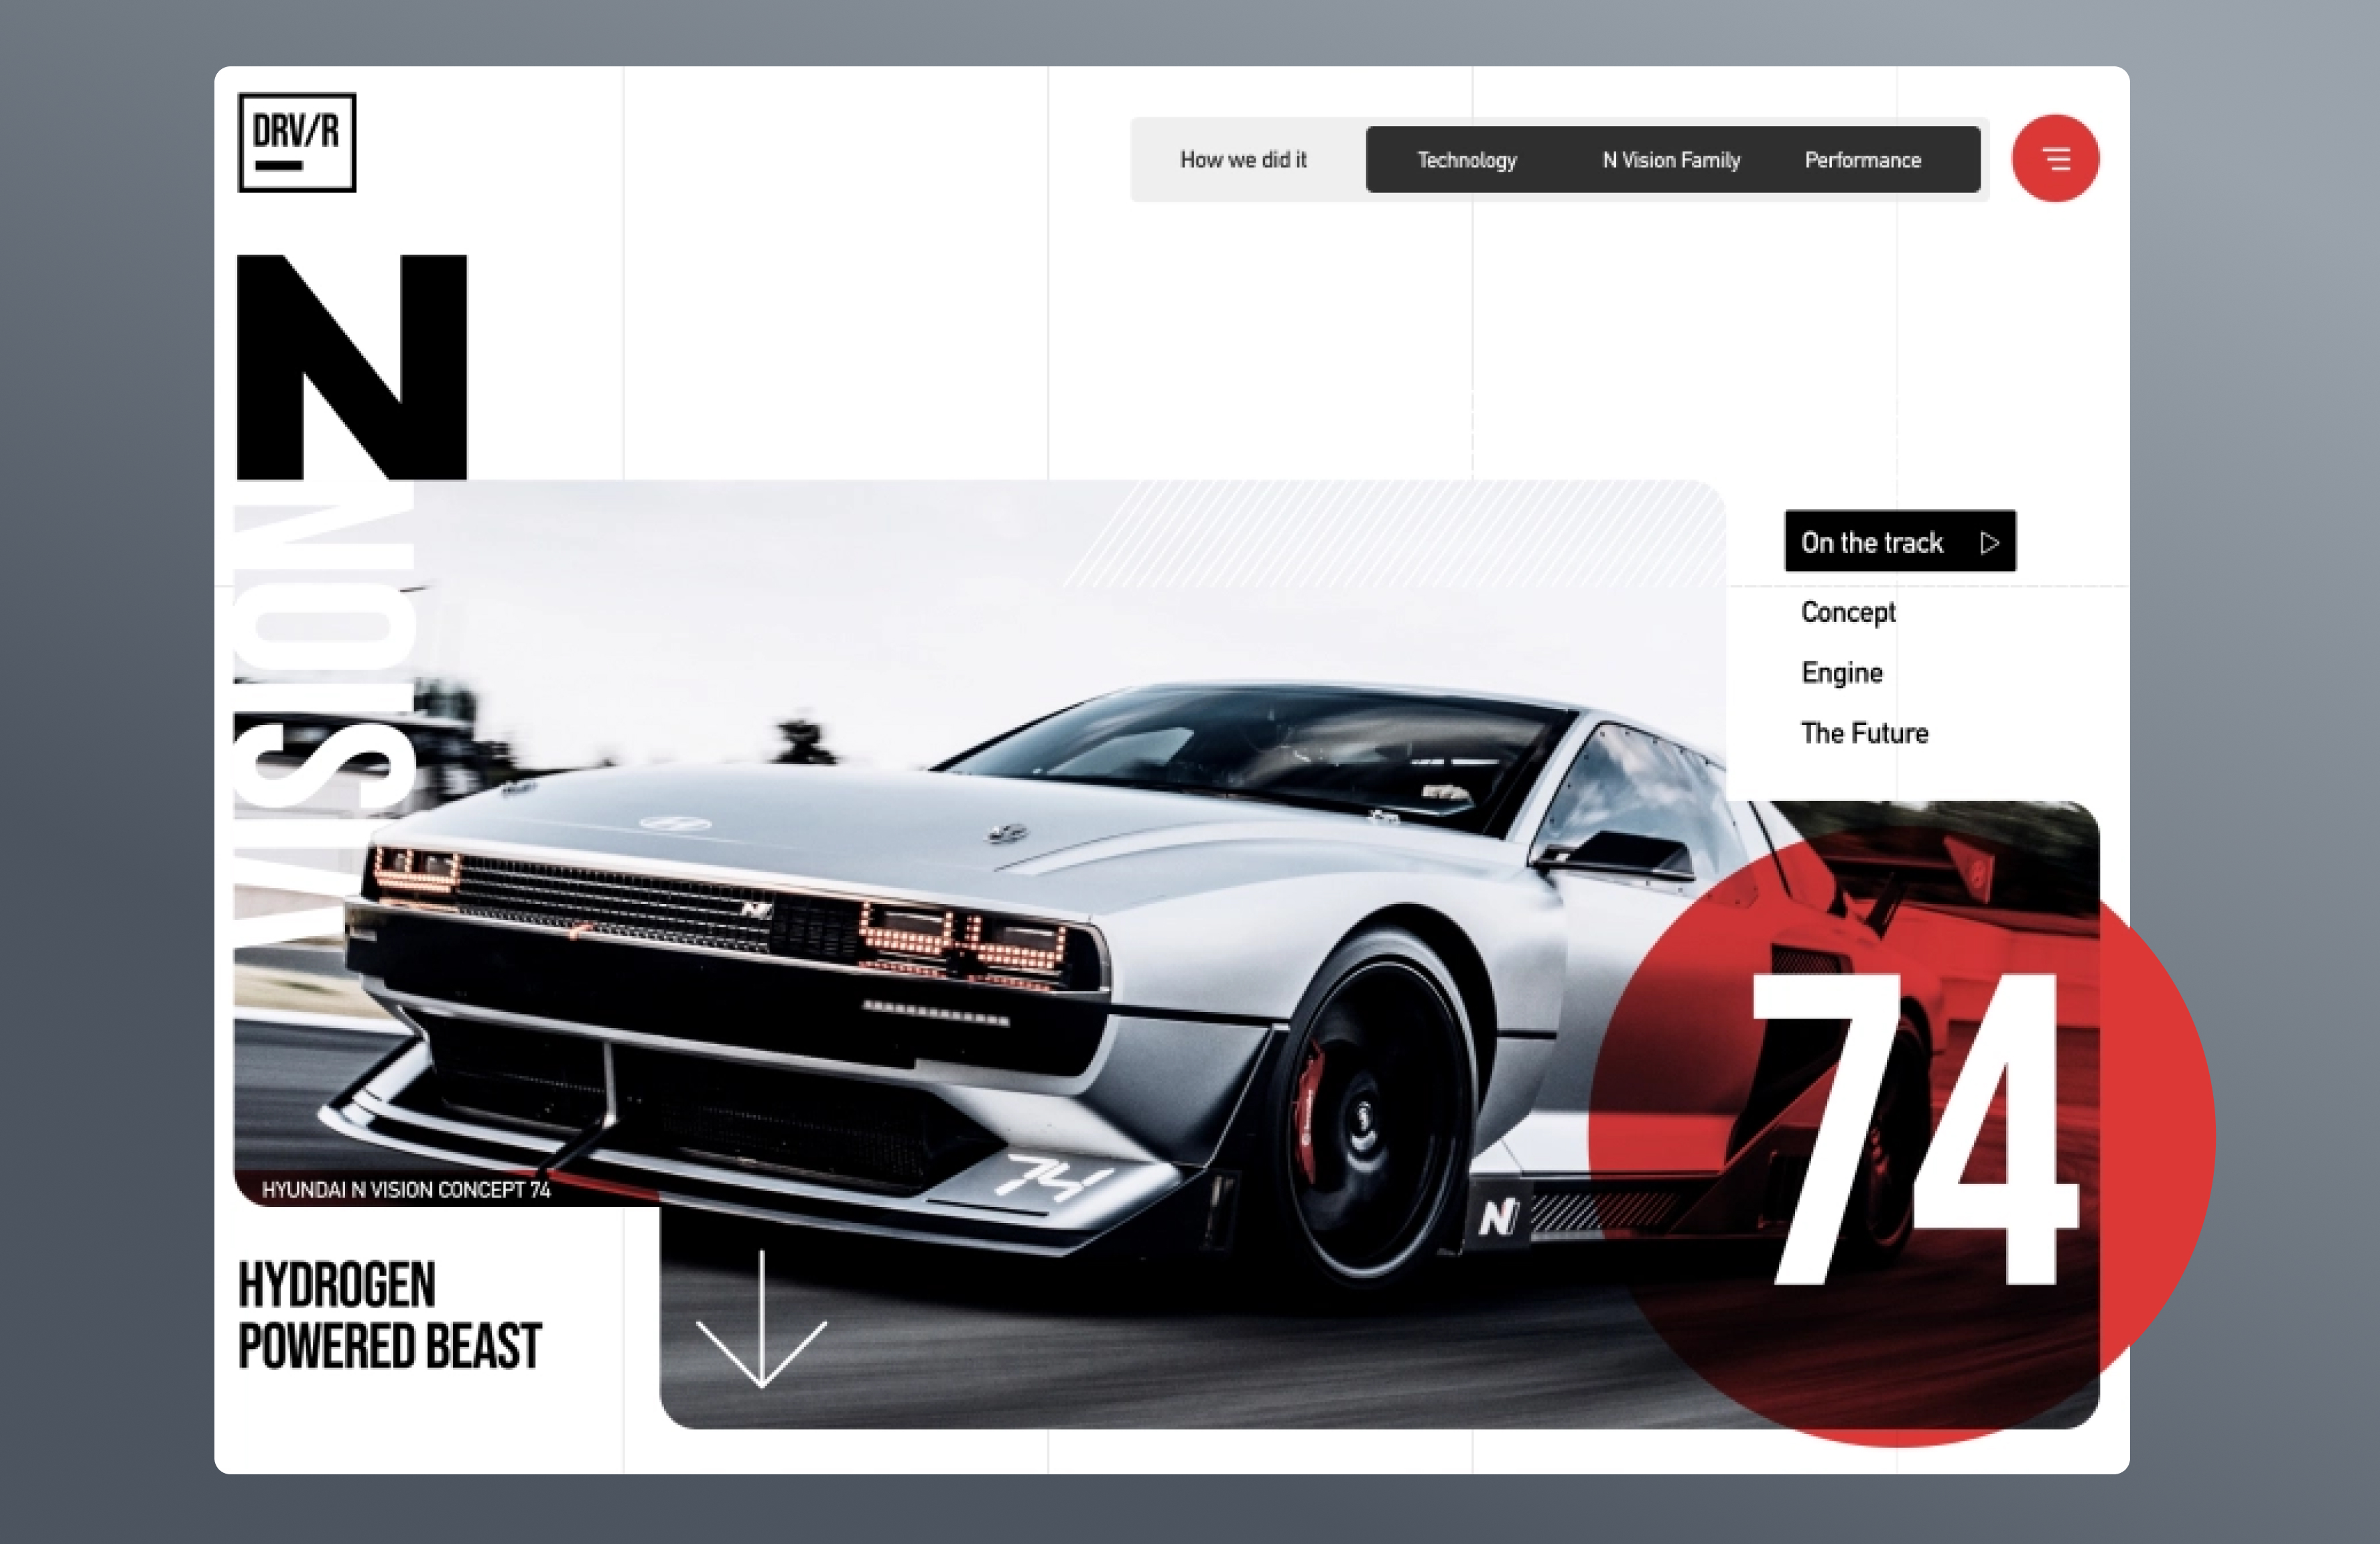 DRV/R
How we did it
Technology
N Vision Family
Performance
N
VISION
On the track
Concept
Engine
The Future
74
N
74
N
HYUNDAI N VISION CONCEPT 74
HYDROGEN
POWERED BEAST